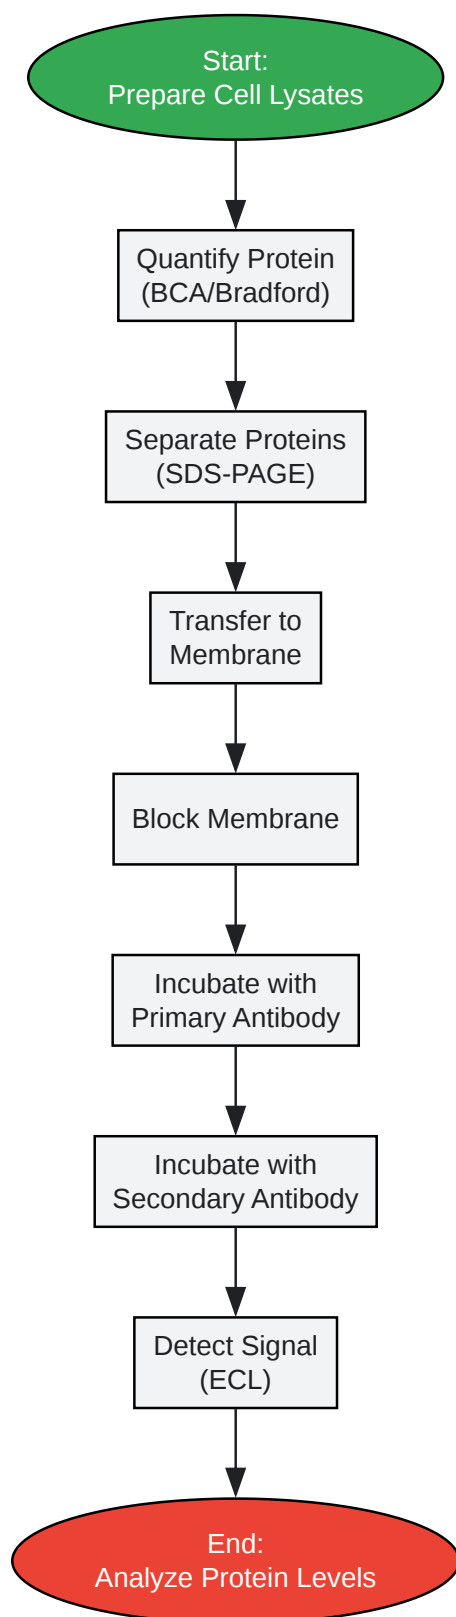 Start:
Prepare Cell Lysates
Quantify Protein
(BCA/Bradford)
Separate Proteins
(SDS-PAGE)
Transfer to
Membrane
Block Membrane
Incubate with
Primary Antibody
Incubate with
Secondary Antibody
Detect Signal
(ECL)
End:
Analyze Protein Levels